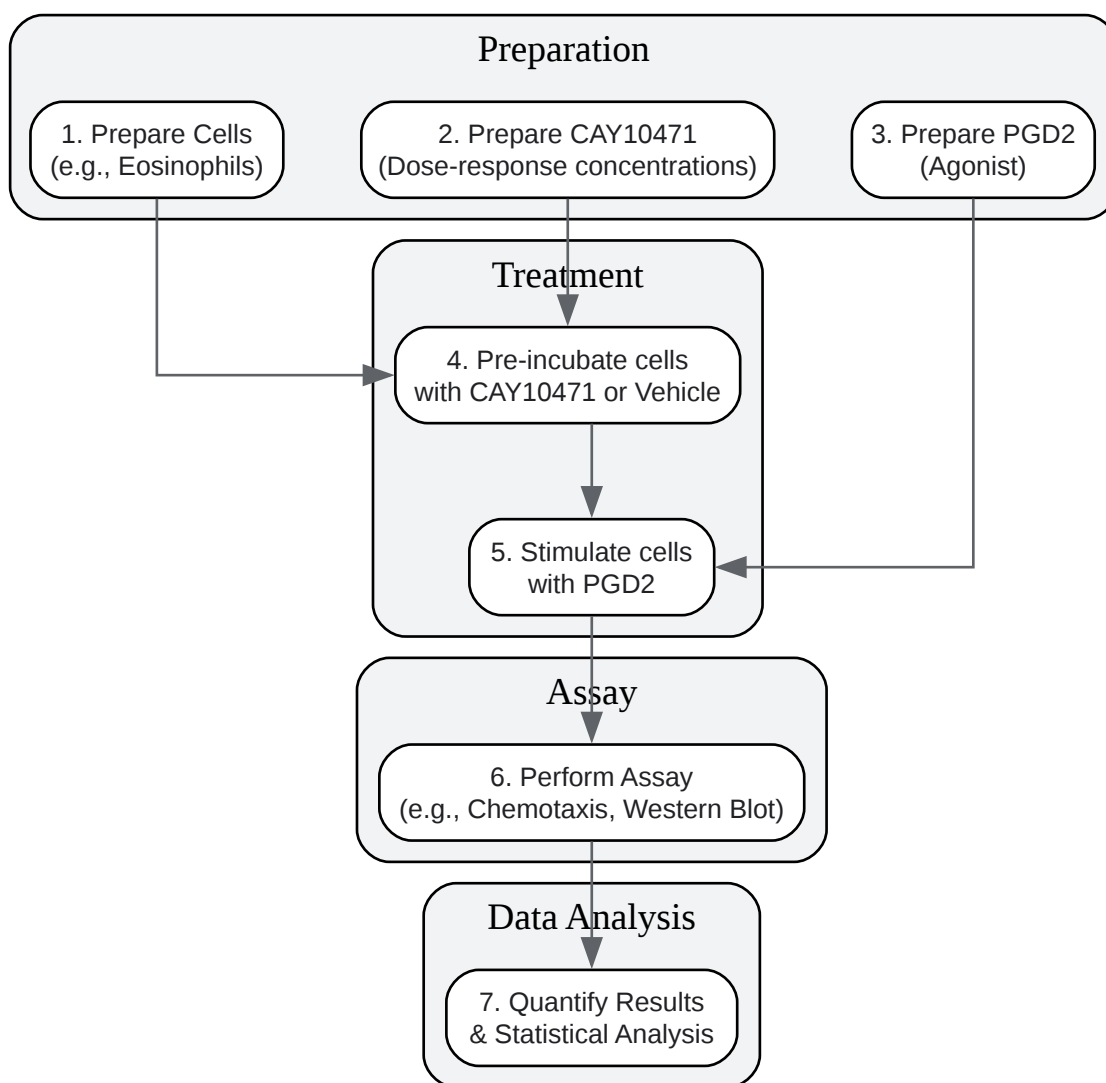 Preparation
1. Prepare Cells
(e.g., Eosinophils)
2. Prepare CAY10471
(Dose-response concentrations)
3. Prepare PGD2
(Agonist)
Treatment
4. Pre-incubate cells
with CAY10471 or Vehicle
5. Stimulate cells
with PGD2
Assay
6. Perform Assay
(e.g., Chemotaxis, Western Blot)
Data Analysis
7. Quantify Results
& Statistical Analysis